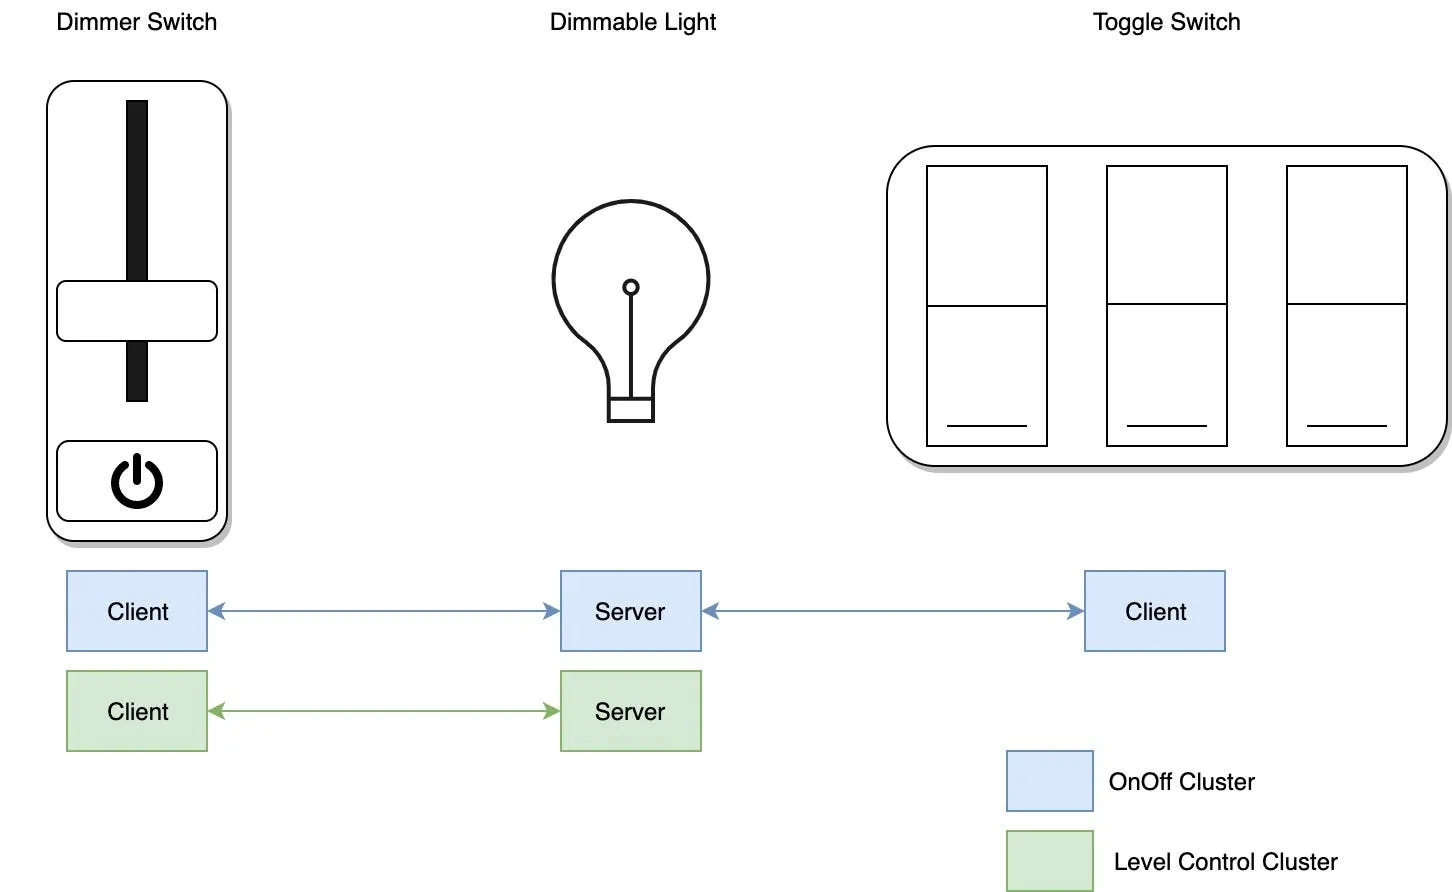 Dimmer Switch
Dimmable Light
Toggle Switch
Client
Server
Client
Client
Server
OnOff Cluster
Level Control Cluster